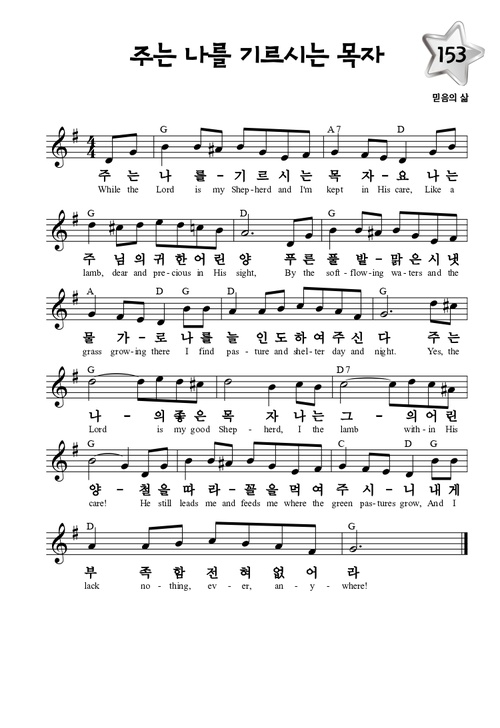 주는 나를 기르시는 목자
153
믿음의 삶
G A7 D
주 는 나 를 - 기 르 시 는 목 자 - 요 나 는
While the Lord is my Shep-herd and I'm kept in His care, Like a
G D G
주 님 의 귀 한 어 린 양 푸 른 풀 밭 - 맑 은 시 냇
lamb, dear and pre-cious in His sight, By the soft-flow-ing wa-ters and the
A D G D G
물 가 - 로 나 를 늘 인 도 하 여 주 신 다 주 는
grass grow-ing there I find pas-ture and shel-ter day and night. Yes, the
G D7
나 - 의 좋 은 목 자 나 는 그 - 의 어 린
Lord is my good Shep-herd, I the lamb with-in His
G C D G
양 - 철 을 따 라 - 꼴 을 먹 여 주 시 - 니 내 게
care! He still leads me and feeds me where the green pas-tures grow, And I
D G
부 족 함 전 혀 없 어 라
lack no-thing, ev-er, an-y-where!